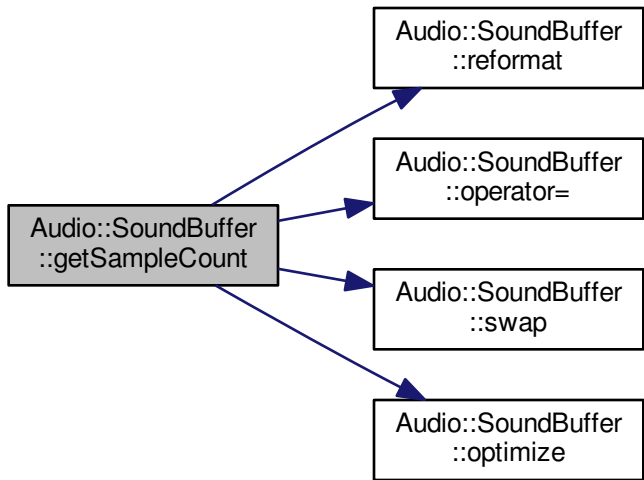 Audio::SoundBuffer
::reformat
Audio::SoundBuffer
::operator=
Audio::SoundBuffer
::getSampleCount
Audio::SoundBuffer
::swap
Audio::SoundBuffer
::optimize